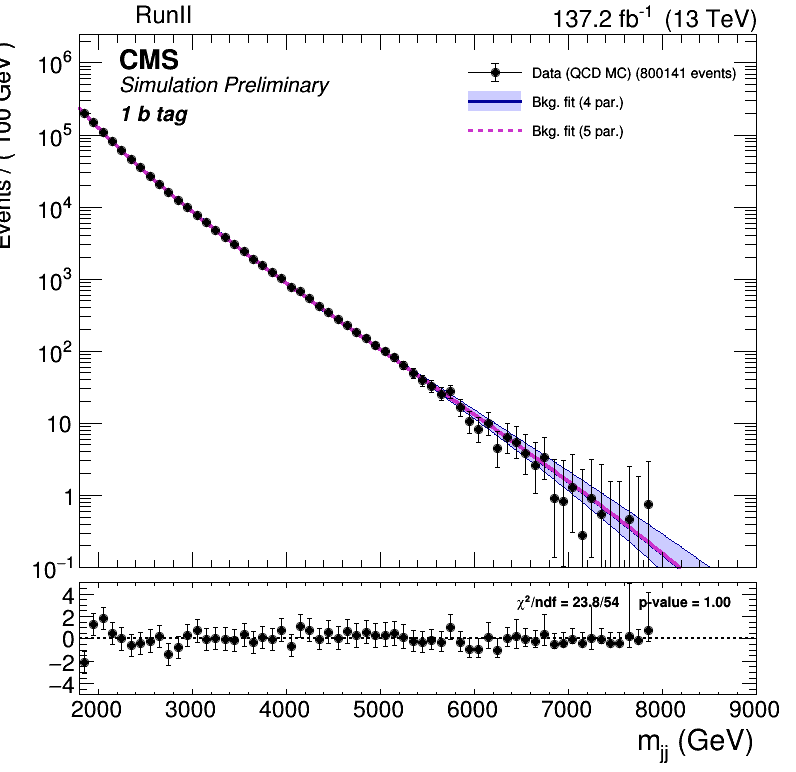 RunII
137.2 fb⁻¹ (13 TeV)
CMS
Simulation Preliminary
1 b tag
Data (QCD MC) (800141 events)
Bkg. fit (4 par.)
Bkg. fit (5 par.)
Events / ( 100 GeV )
10⁶
10⁵
10⁴
10³
10²
10
1
10⁻¹
χ²/ndf = 23.8/54 p-value = 1.00
4
2
0
−2
−4
2000 3000 4000 5000 6000 7000 8000 9000
m_jj (GeV)